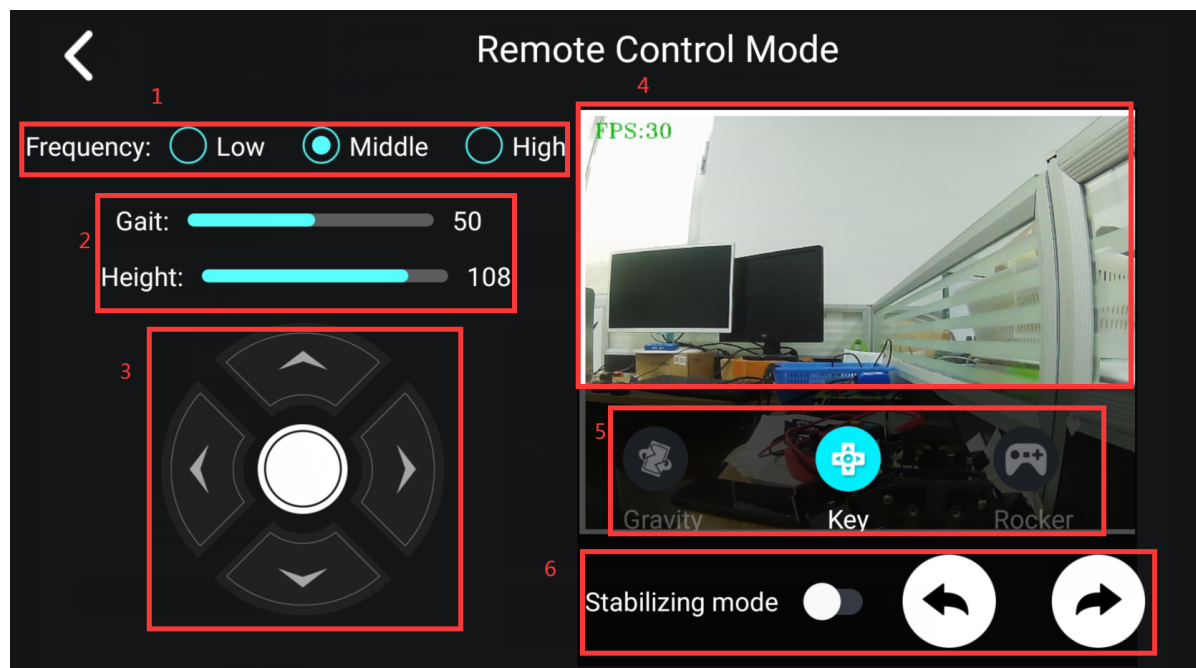 Remote Control Mode
1
4
Frequency: Low Middle High
FPS:30
2
Gait: 50
Height: 108
3
5
Gravity Key Rocker
6
Stabilizing mode